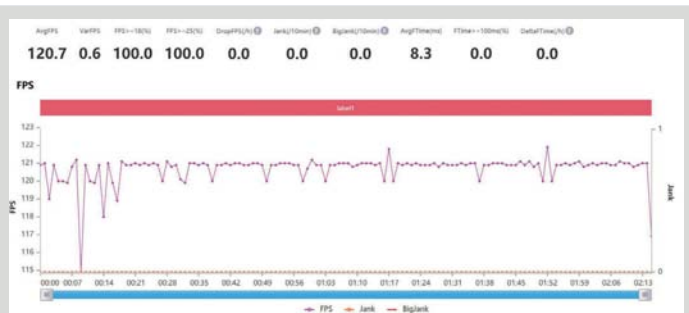 AvgFPS VarFPS FPS>=18(%) FPS>=25(%) DropFPS(/h) Jank(/10min) BigJank(/10min) AvgFTime(ms) FTime>=100ms(%) DeltaFTime(/h)
120.7 0.6 100.0 100.0 0.0 0.0 0.0 8.3 0.0 0.0
FPS
label1
123
122
121
120
119
118
117
116
115
FPS
1
0
Jank
00:00 00:07 00:14 00:21 00:28 00:35 00:42 00:49 00:56 01:03 01:10 01:17 01:24 01:31 01:38 01:45 01:52 01:59 02:06 02:13
FPS Jank BigJank